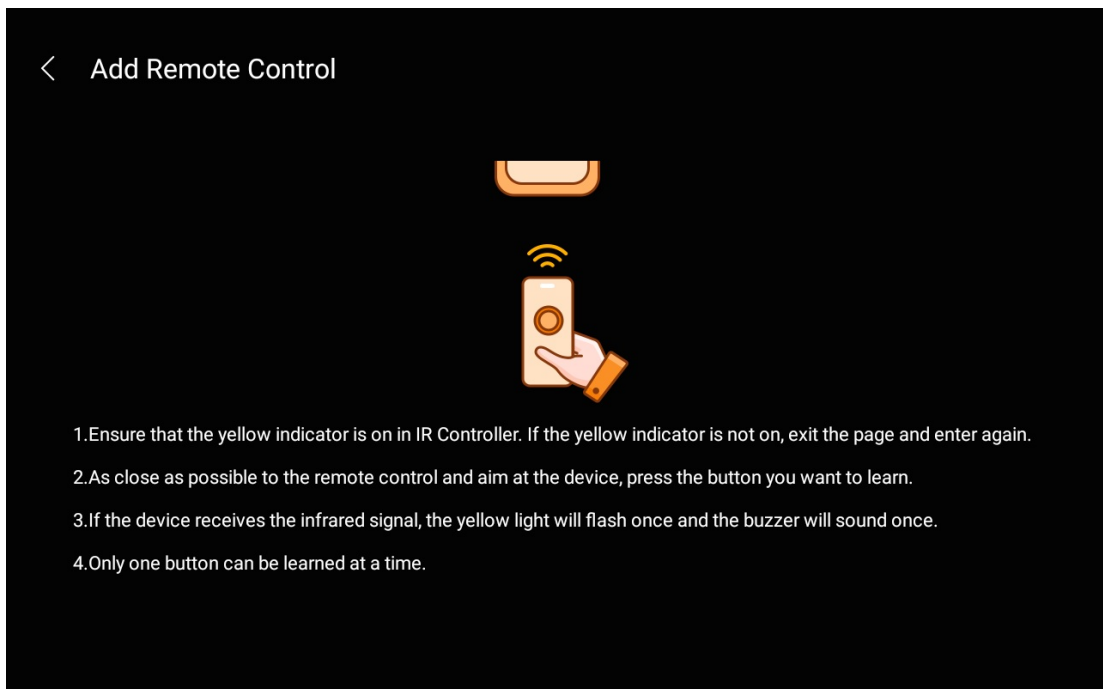 Add Remote Control
1.Ensure that the yellow indicator is on in IR Controller. If the yellow indicator is not on, exit the page and enter again.
2.As close as possible to the remote control and aim at the device, press the button you want to learn.
3.If the device receives the infrared signal, the yellow light will flash once and the buzzer will sound once.
4.Only one button can be learned at a time.